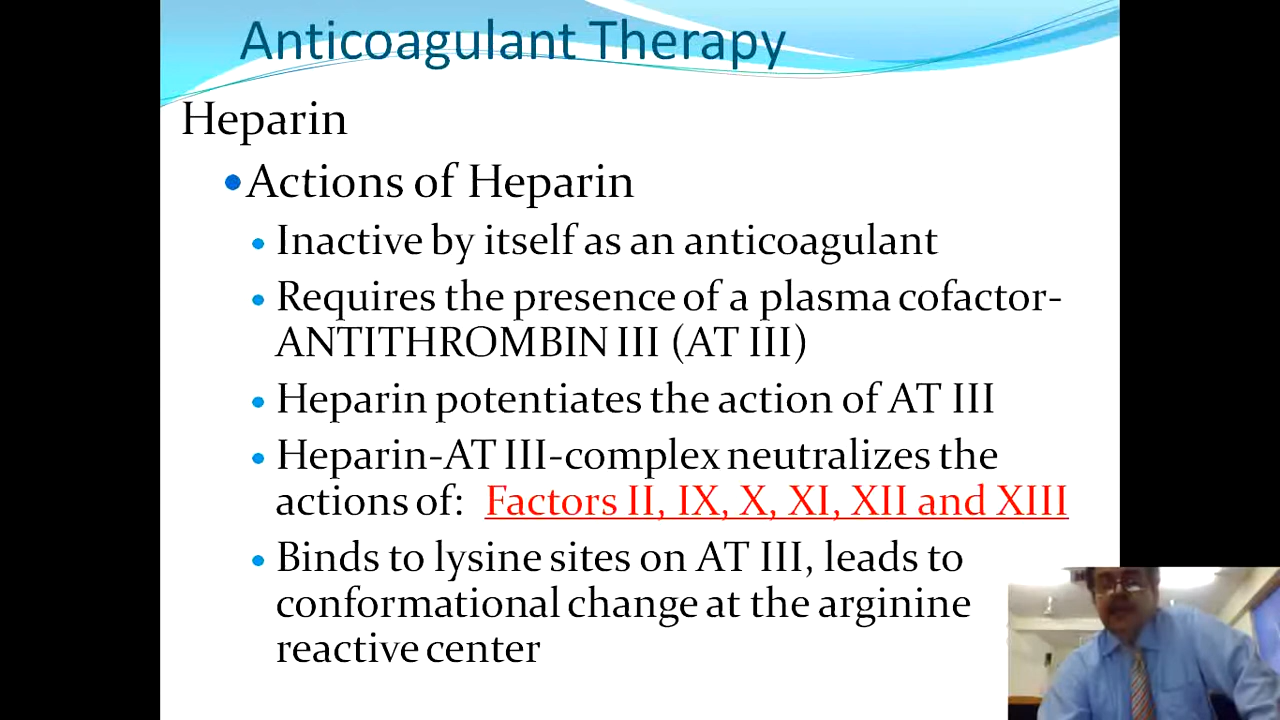 Anticoagulant Therapy
Heparin
•Actions of Heparin
• Inactive by itself as an anticoagulant
• Requires the presence of a plasma cofactor-
ANTITHROMBIN III (AT III)
• Heparin potentiates the action of AT III
• Heparin-AT III-complex neutralizes the
actions of: Factors II, IX, X, XI, XII and XIII
• Binds to lysine sites on AT III, leads to
conformational change at the arginine
reactive center